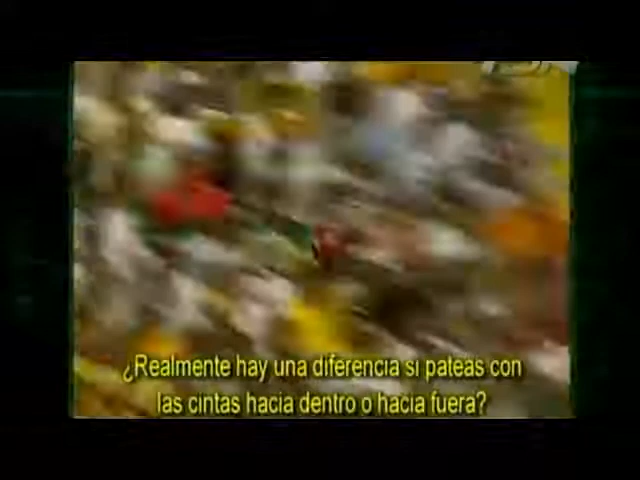 ¿Realmente hay una diferencia si pateas con
las cintas hacia dentro o hacia fuera?